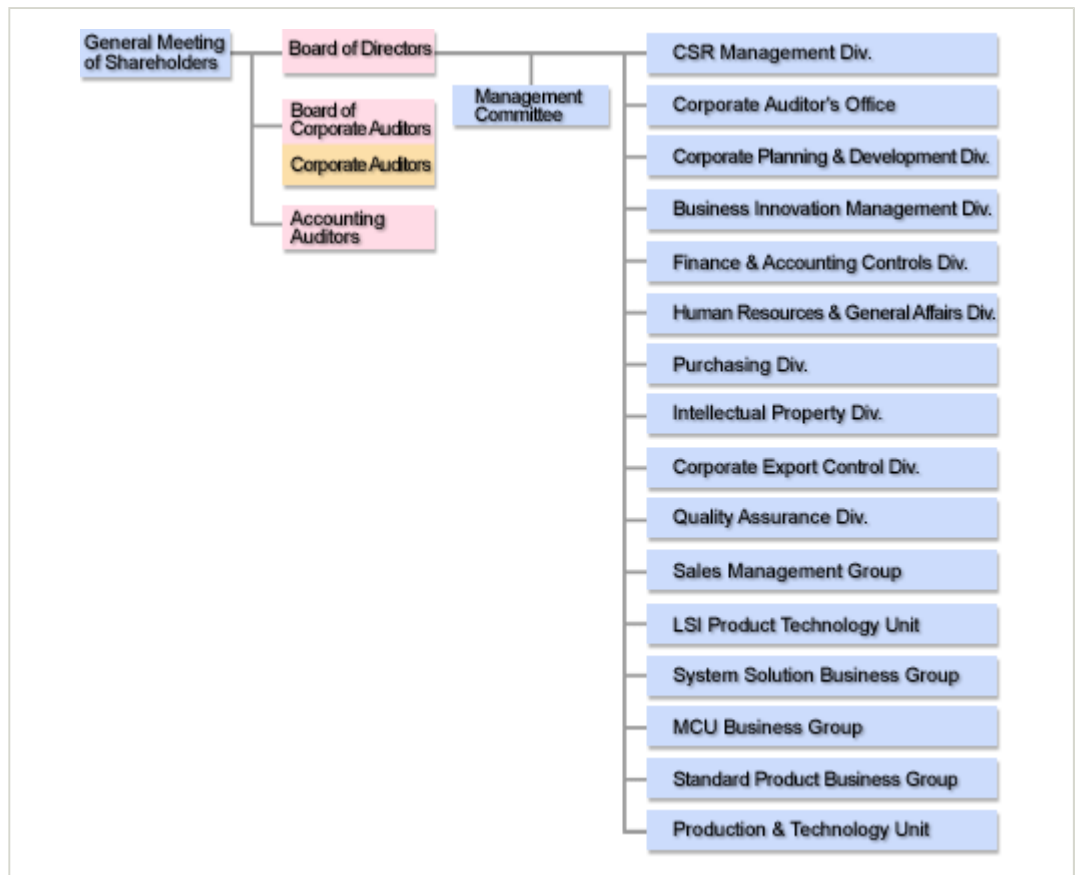 General Meeting
of Shareholders
Board of Directors
Board of
Corporate Auditors
Corporate Auditors
Accounting
Auditors
Management
Committee
CSR Management Div.
Corporate Auditor's Office
Corporate Planning & Development Div.
Business Innovation Management Div.
Finance & Accounting Controls Div.
Human Resources & General Affairs Div.
Purchasing Div.
Intellectual Property Div.
Corporate Export Control Div.
Quality Assurance Div.
Sales Management Group
LSI Product Technology Unit
System Solution Business Group
MCU Business Group
Standard Product Business Group
Production & Technology Unit